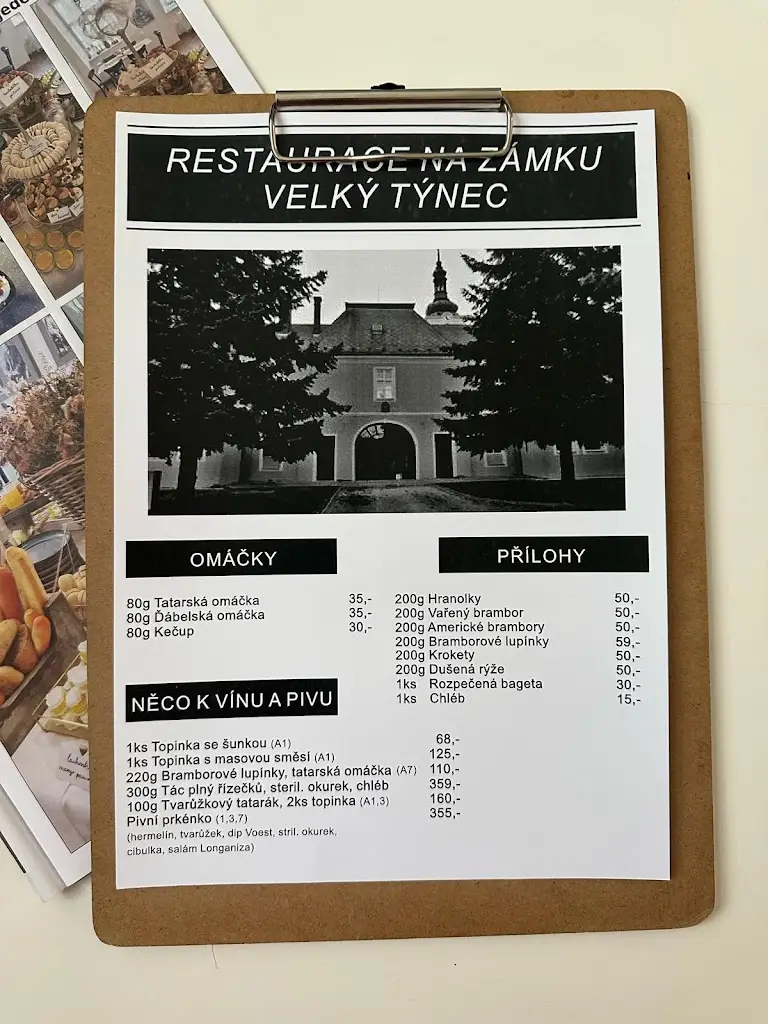 RESTAURACE NA ZÁMKU
VELKÝ TÝNEC
OMÁČKY
80g Tatarská omáčka 35,-
80g Ďábelská omáčka 35,-
80g Kečup 30,-
PŘÍLOHY
200g Hranolky 50,-
200g Vařený brambor 50,-
200g Americké brambory 50,-
200g Bramborové lupínky 59,-
200g Krokety 50,-
200g Dušená rýže 50,-
1ks Rozpečená bageta 30,-
1ks Chléb 15,-
NĚCO K VÍNU A PIVU
1ks Topinka se šunkou (A1) 68,-
1ks Topinka s masovou směsí (A1) 125,-
220g Bramborové lupínky, tatarská omáčka (A7) 110,-
300g Tác plný řízečků, steril. okurek, chléb 359,-
100g Tvarůžkový tatarák, 2ks topinka (A1,3) 160,-
Pivní prkénko (1,3,7) 355,-
(hermelín, tvarůžek, dip Voest, stril. okurek,
cibulka, salám Longaniza)